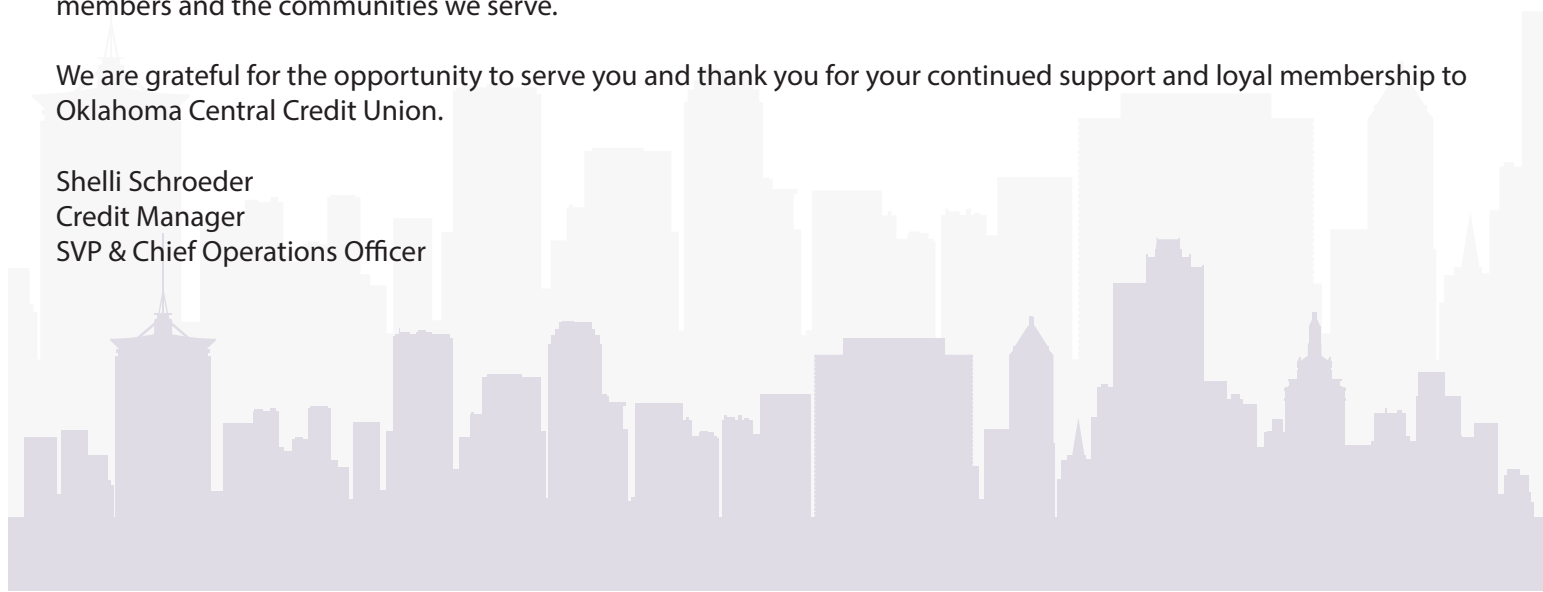 members and the communities we serve.
We are grateful for the opportunity to serve you and thank you for your continued support and loyal membership to
Oklahoma Central Credit Union.
Shelli Schroeder
Credit Manager
SVP & Chief Operations Officer